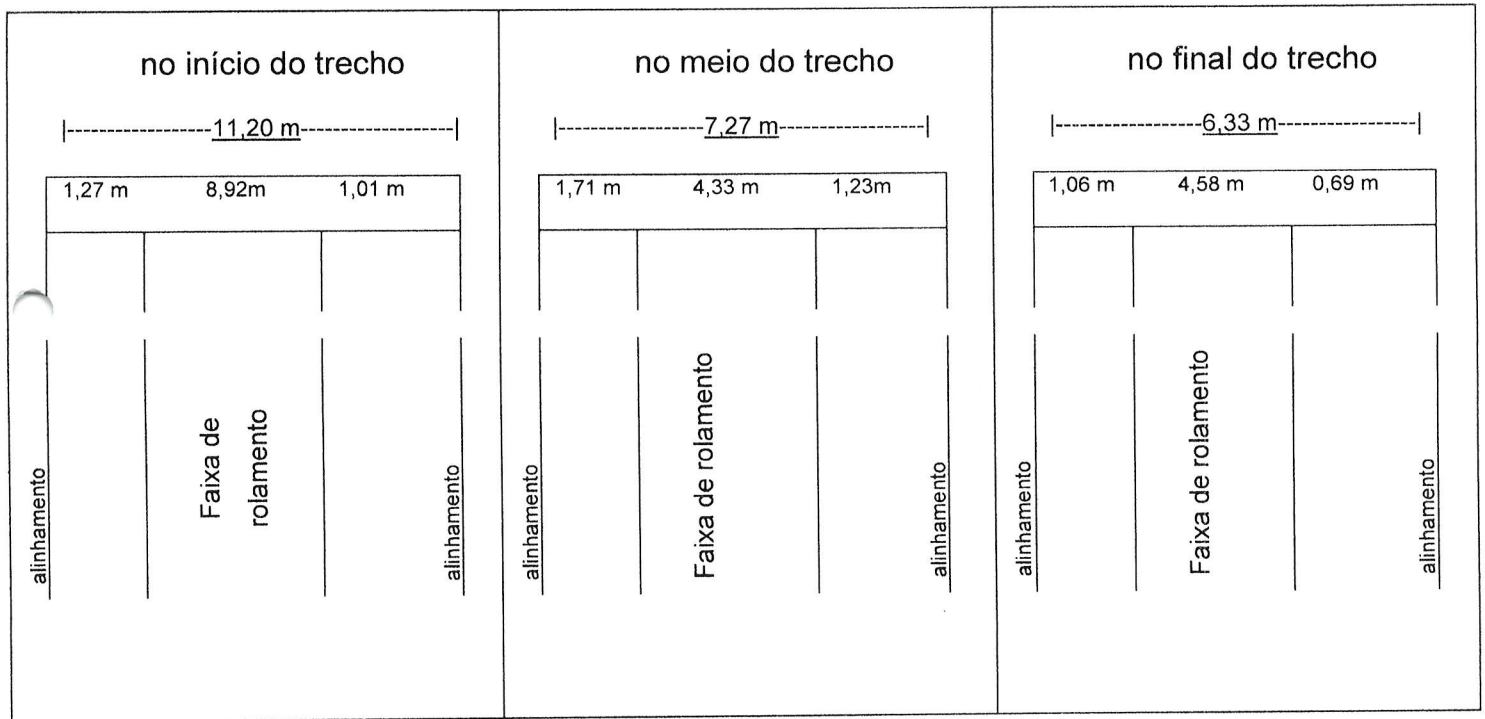 no início do trecho
|------------------11,20 m-------------------|
1,27 m 8,92m 1,01 m
alinhamento
Faixa de
rolamento
alinhamento
no meio do trecho
|------------------7,27 m------------------|
1,71 m 4,33 m 1,23m
alinhamento
Faixa de rolamento
alinhamento
no final do trecho
|------------------6,33 m-----------------|
1,06 m 4,58 m 0,69 m
alinhamento
Faixa de rolamento
alinhamento